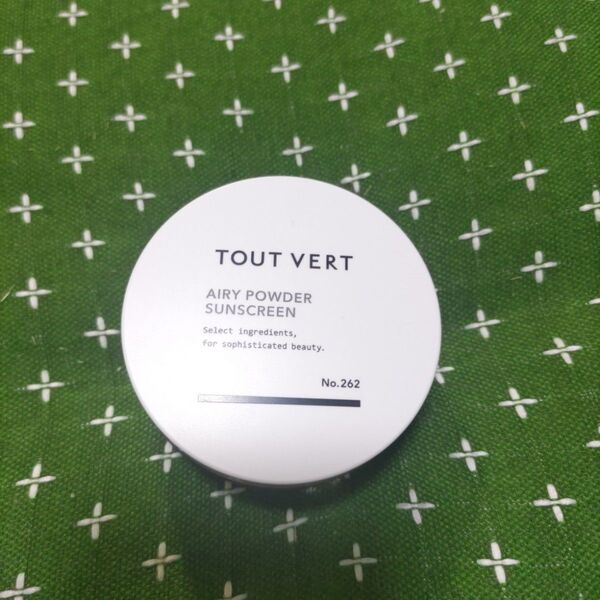 TOUT VERT
AIRY POWDER
SUNSCREEN
Select ingredients,
for sophisticated beauty.
No.262